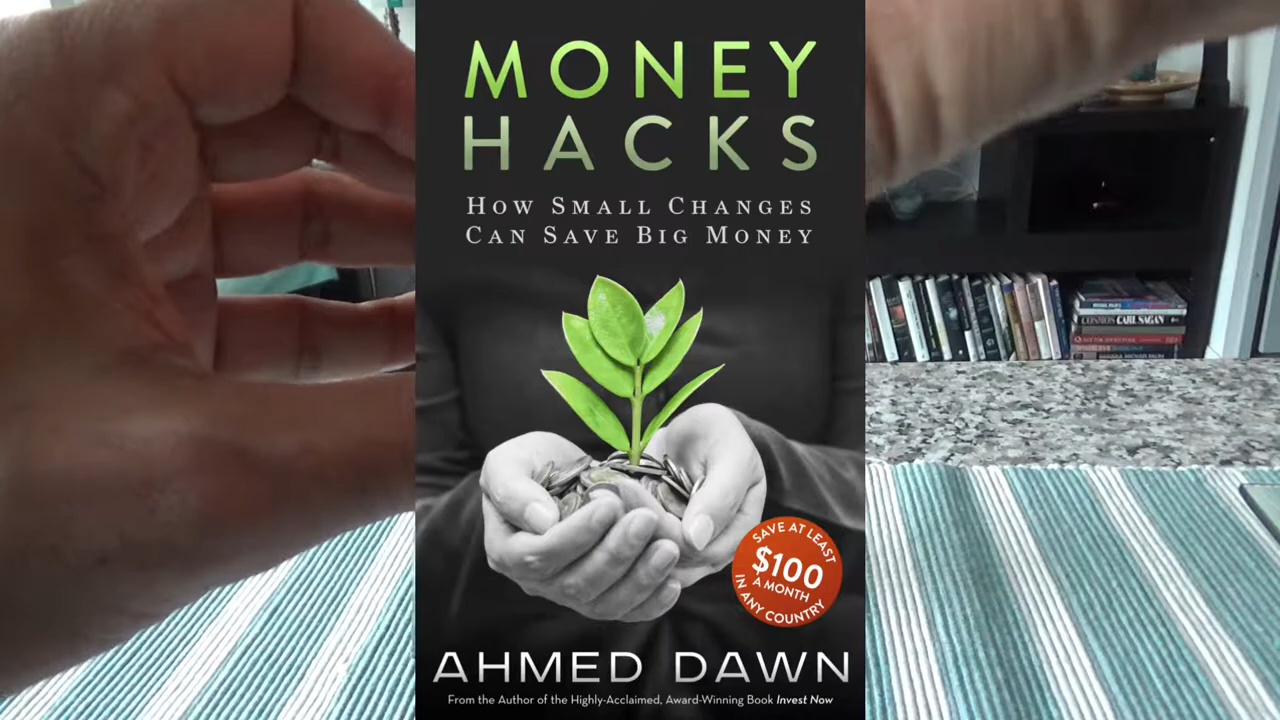 MONEY
HACKS
HOW SMALL CHANGES
CAN SAVE BIG MONEY
SAVE AT LEAST
$100
A MONTH
IN ANY COUNTRY
AHMED DAWN
From the Author of the Highly-Acclaimed, Award-Winning Book Invest Now
COSMOS CARL SAGAN